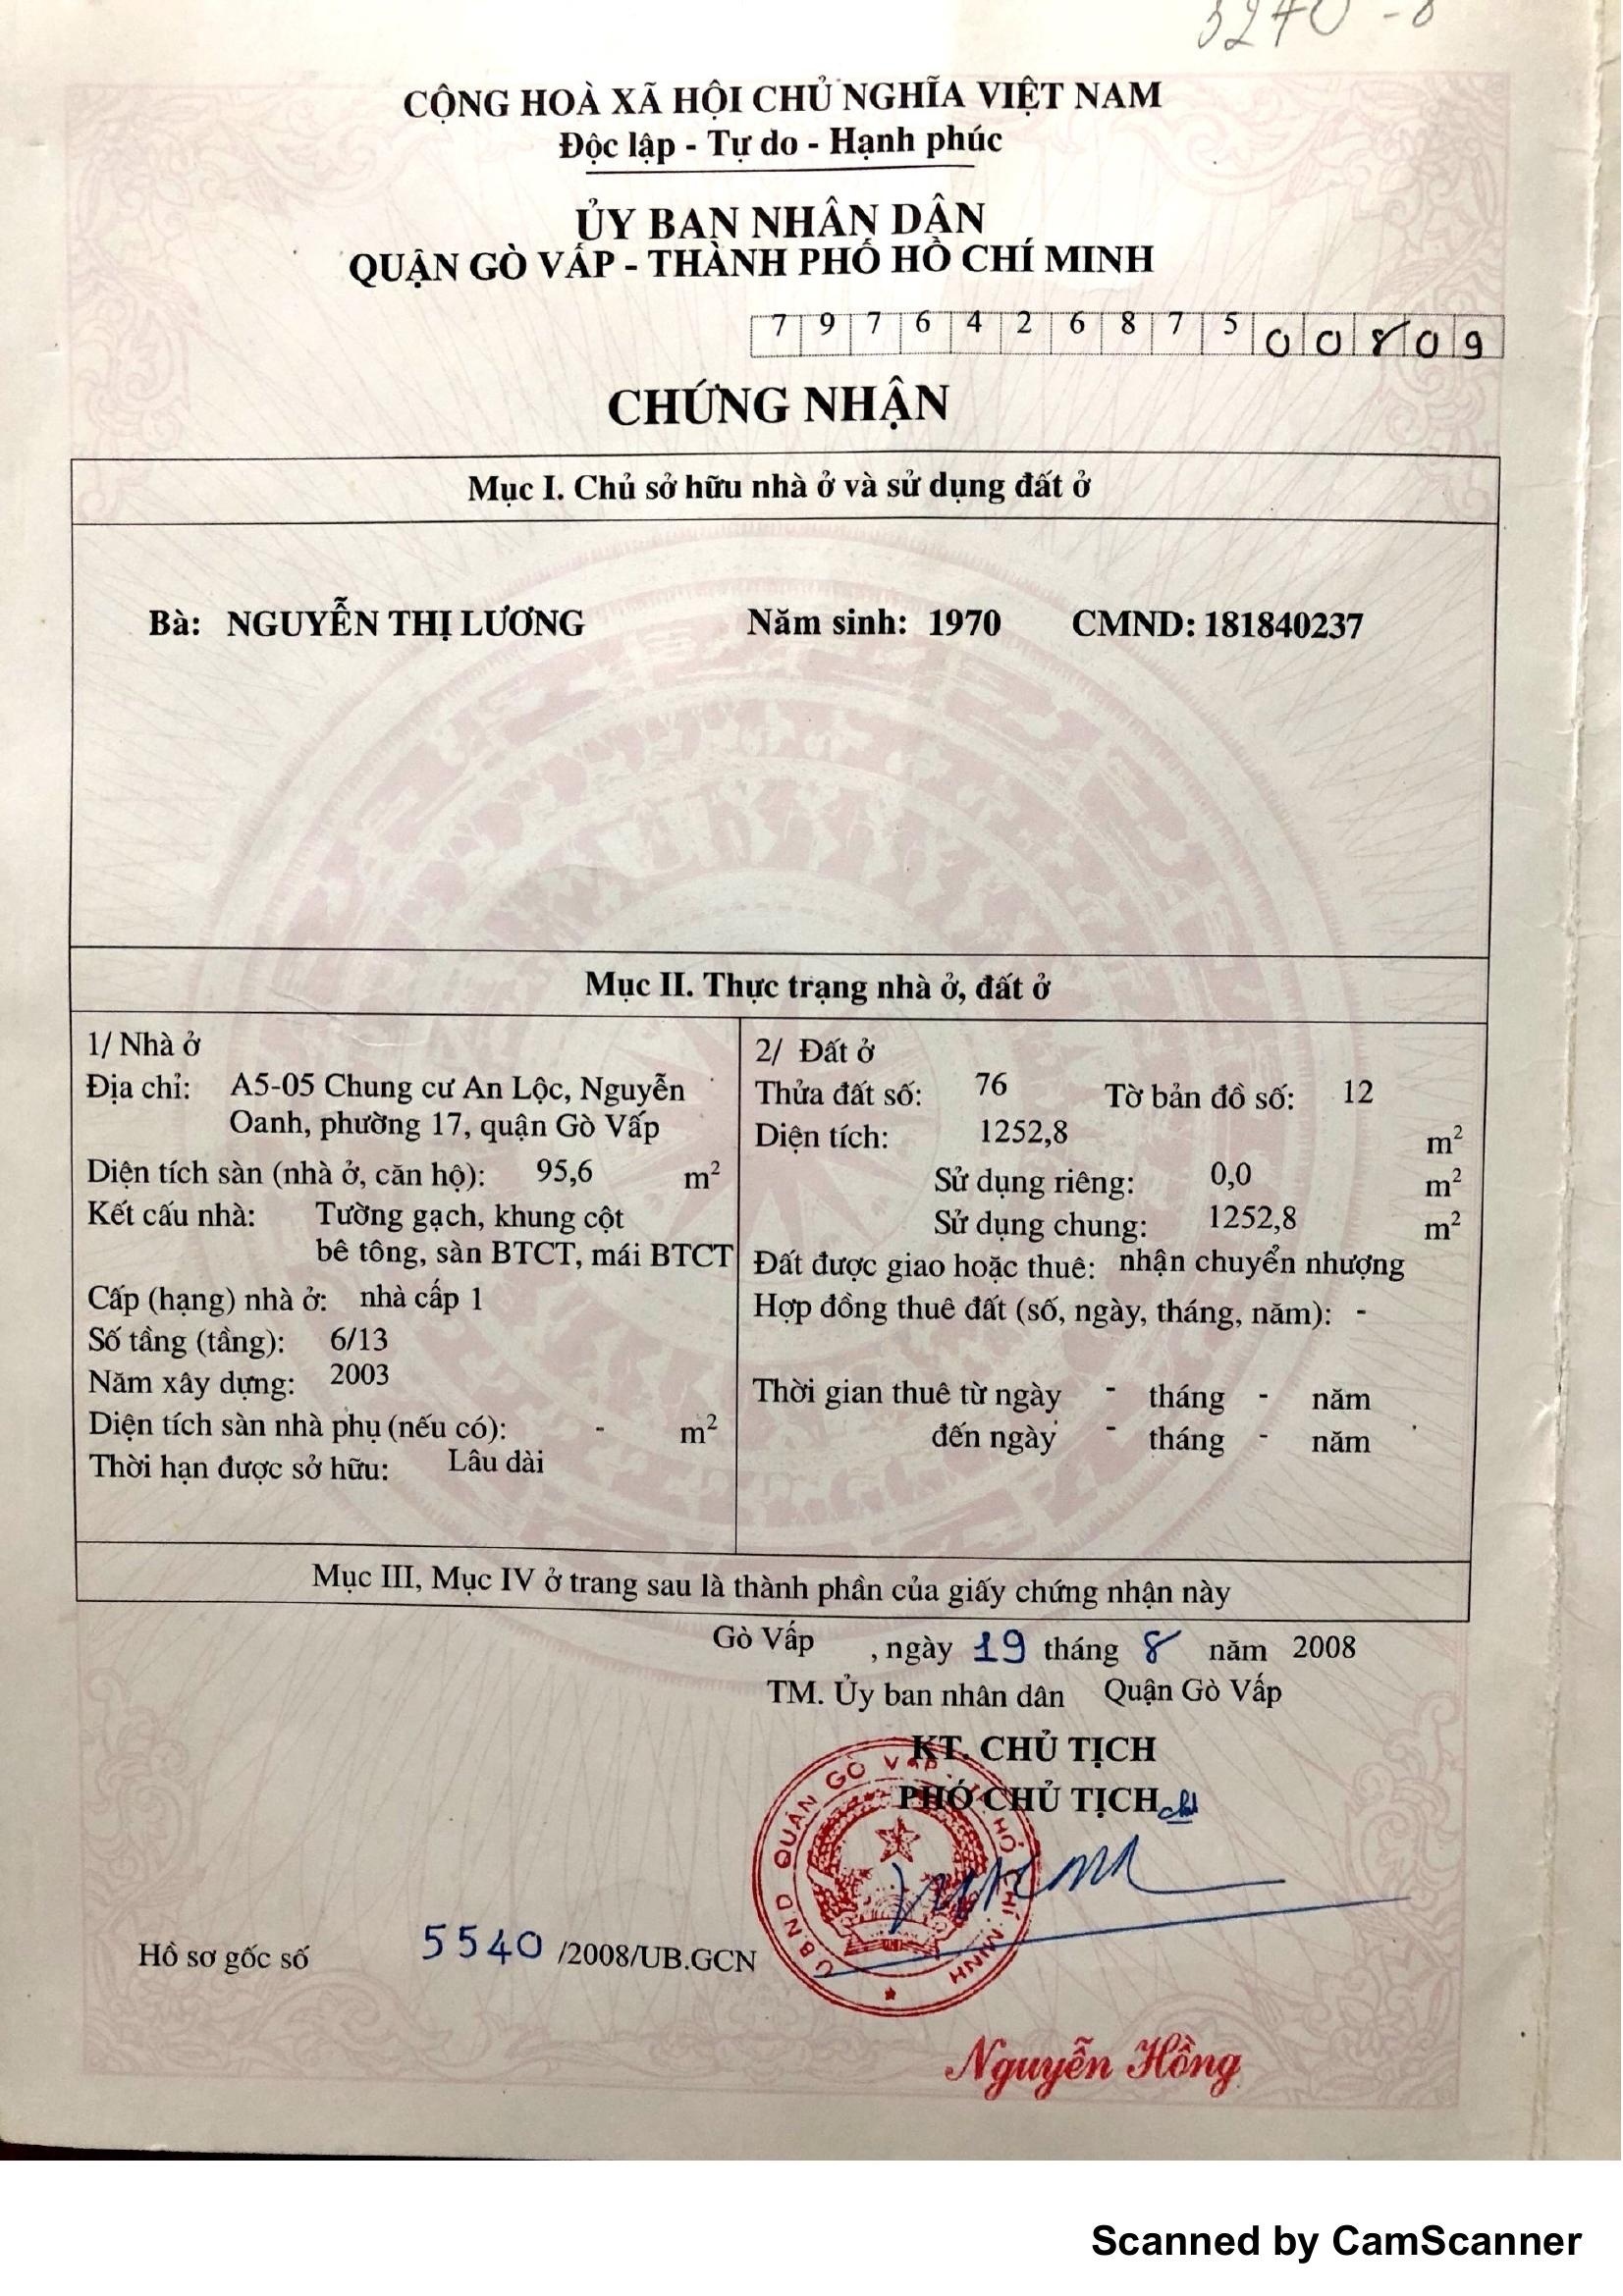 CỘNG HOÀ XÃ HỘI CHỦ NGHĨA VIỆT NAM
Độc lập - Tự do - Hạnh phúc
ỦY BAN NHÂN DÂN
QUẬN GÒ VẤP - THÀNH PHỐ HỒ CHÍ MINH
7 9 7 6 4 2 6 8 7 5 0 0 8 0 9
CHỨNG NHẬN
Mục I. Chủ sở hữu nhà ở và sử dụng đất ở
Bà: NGUYỄN THỊ LƯƠNG Năm sinh: 1970 CMND: 181840237
Mục II. Thực trạng nhà ở, đất ở
1/ Nhà ở
Địa chỉ: A5-05 Chung cư An Lộc, Nguyễn
Oanh, phường 17, quận Gò Vấp
Diện tích sàn (nhà ở, căn hộ): 95,6 m²
Kết cấu nhà: Tường gạch, khung cột
bê tông, sàn BTCT, mái BTCT
Cấp (hạng) nhà ở: nhà cấp 1
Số tầng (tầng): 6/13
Năm xây dựng: 2003
Diện tích sàn nhà phụ (nếu có): - m²
Thời hạn được sở hữu: Lâu dài
2/ Đất ở
Thửa đất số: 76 Tờ bản đồ số: 12
Diện tích: 1252,8 m²
Sử dụng riêng: 0,0 m²
Sử dụng chung: 1252,8 m²
Đất được giao hoặc thuê: nhận chuyển nhượng
Hợp đồng thuê đất (số, ngày, tháng, năm): -
Thời gian thuê từ ngày - tháng - năm
đến ngày - tháng - năm
Mục III, Mục IV ở trang sau là thành phần của giấy chứng nhận này
Gò Vấp , ngày 19 tháng 8 năm 2008
TM. Ủy ban nhân dân Quận Gò Vấp
KT. CHỦ TỊCH
PHÓ CHỦ TỊCH
Hồ sơ gốc số 5540 /2008/UB.GCN
Nguyễn Hồng
Scanned by CamScanner